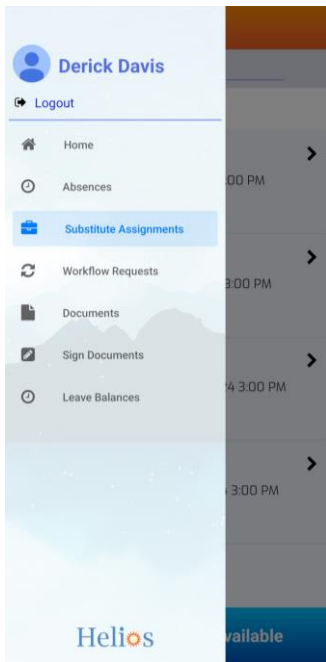 Derick Davis
Logout
Home
Absences
:00 PM
Substitute Assignments
Workflow Requests
3:00 PM
Documents
Sign Documents
24 3:00 PM
Leave Balances
3:00 PM
Helios
vailable